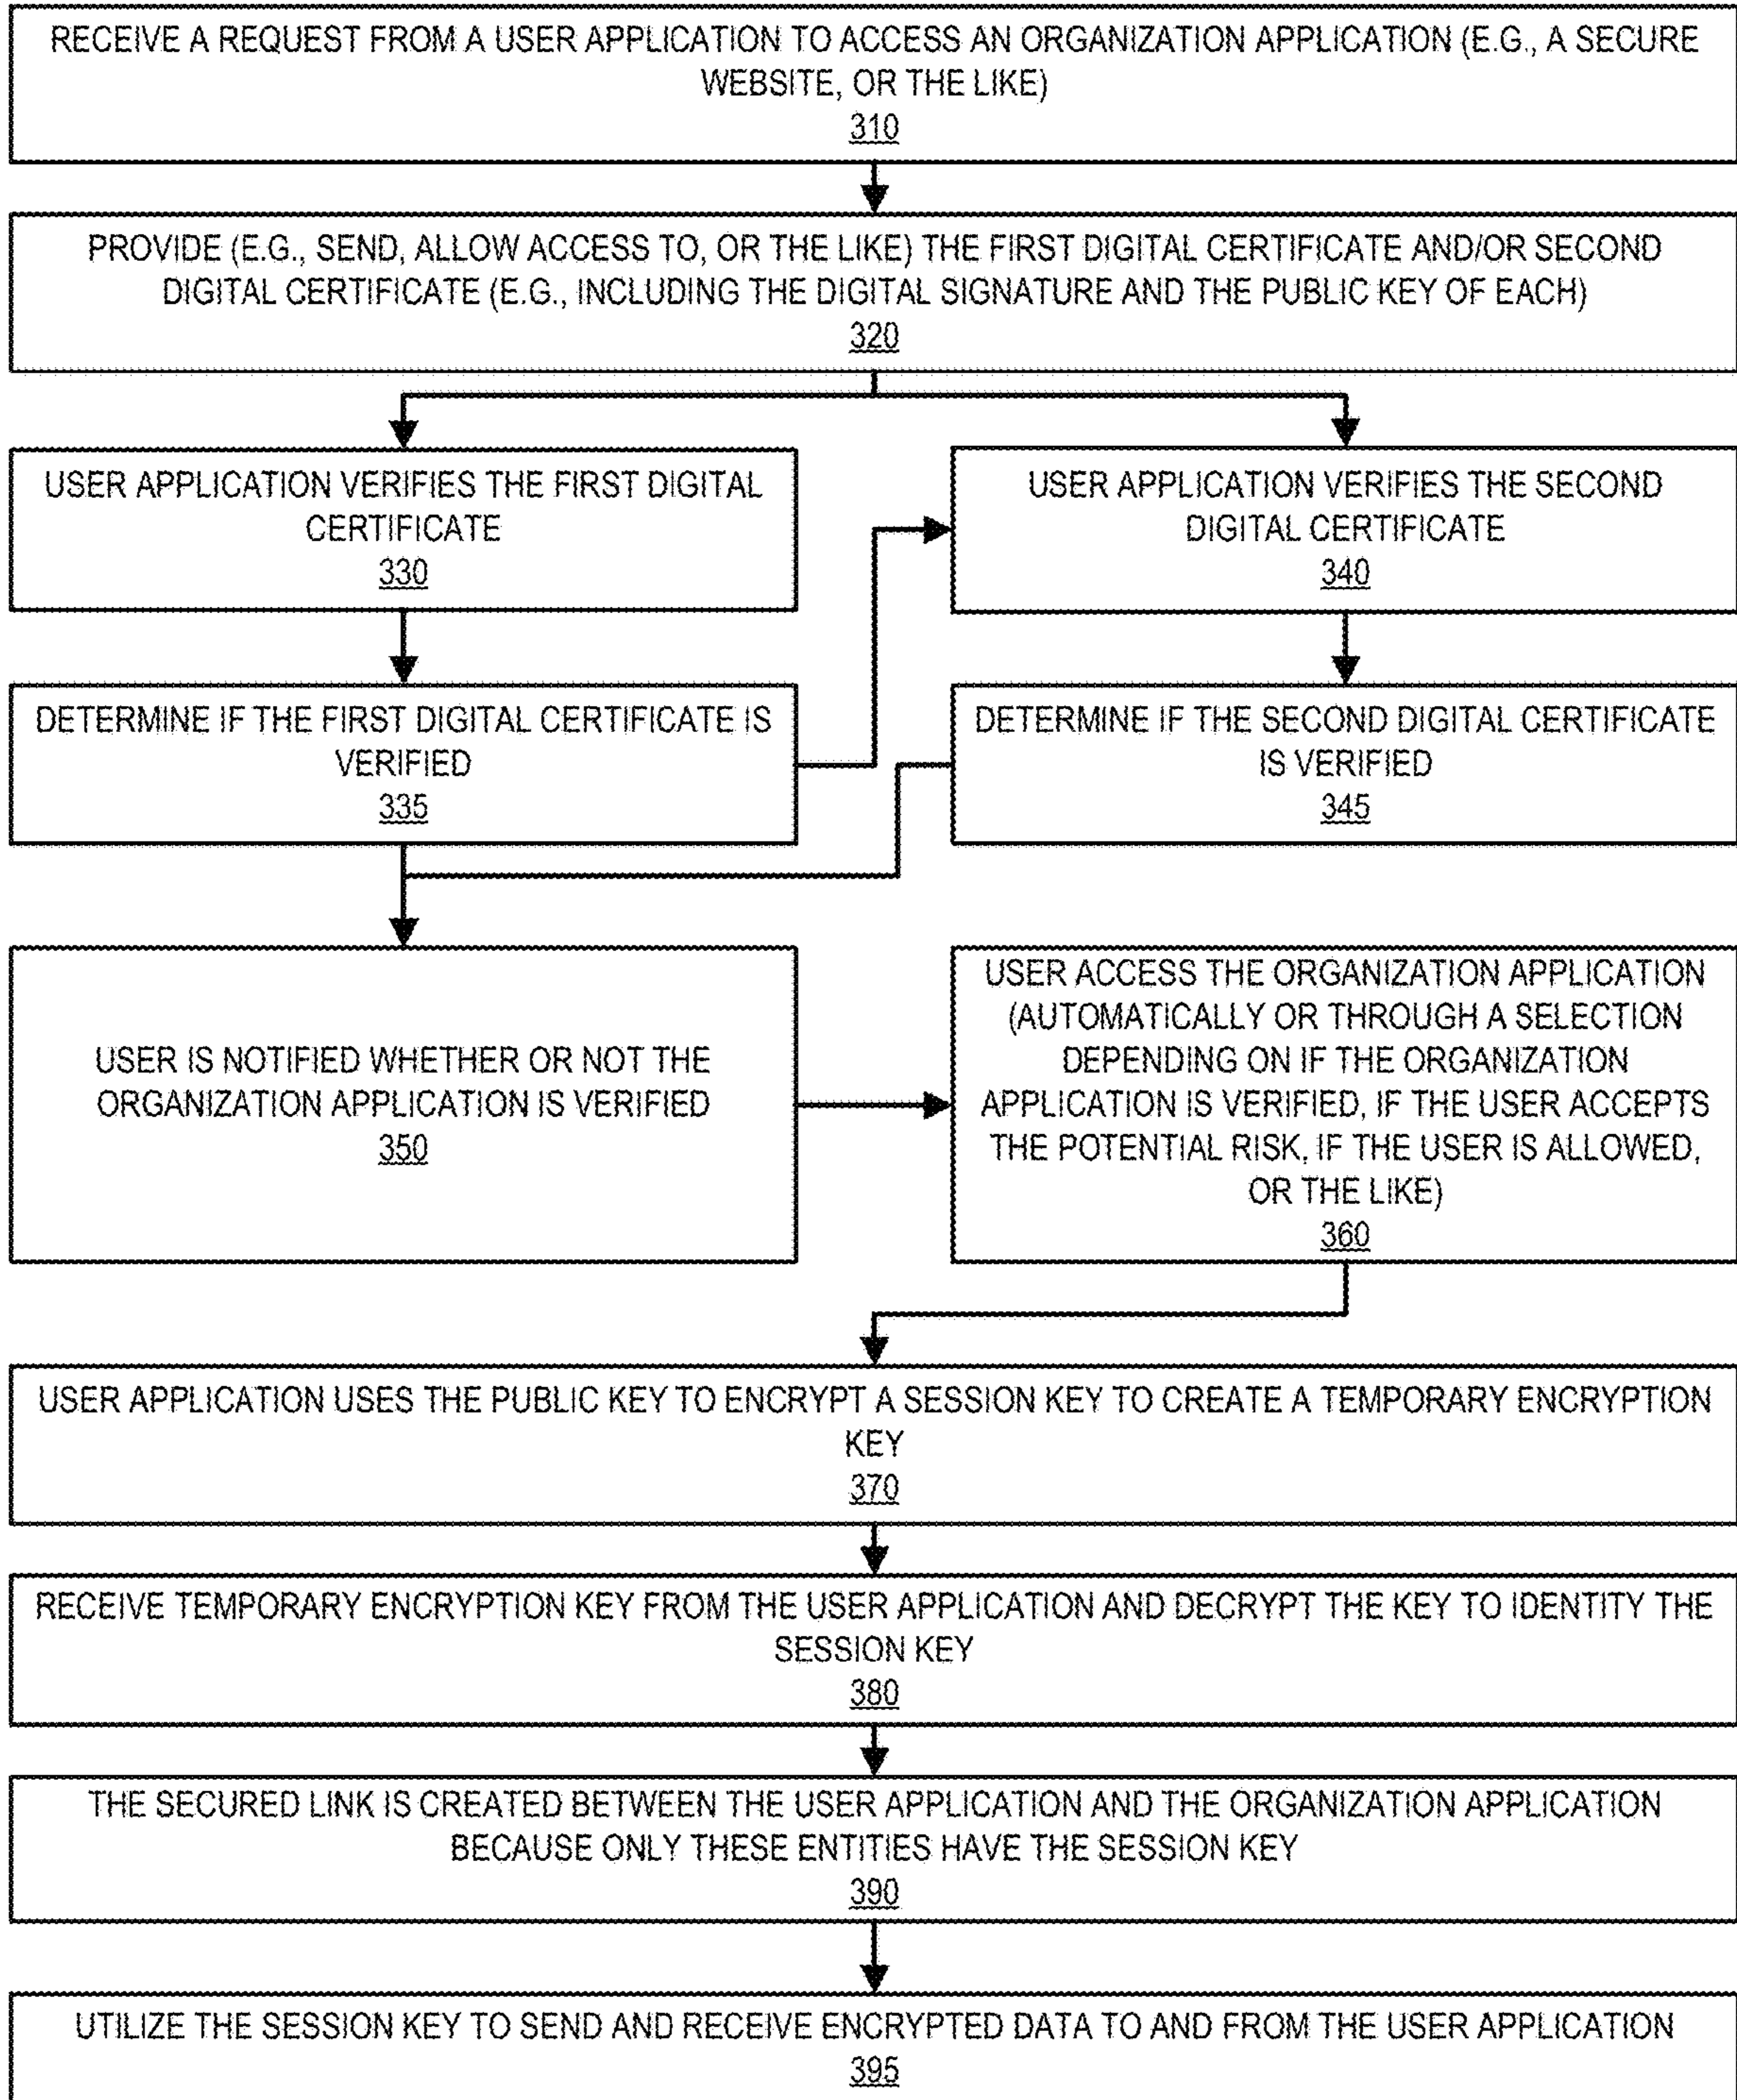 RECEIVE A REQUEST FROM A USER APPLICATION TO ACCESS AN ORGANIZATION APPLICATION (E.G., A SECURE
WEBSITE, OR THE LIKE)
310
PROVIDE (E.G., SEND, ALLOW ACCESS TO, OR THE LIKE) THE FIRST DIGITAL CERTIFICATE AND/OR SECOND
DIGITAL CERTIFICATE (E.G., INCLUDING THE DIGITAL SIGNATURE AND THE PUBLIC KEY OF EACH)
320
USER APPLICATION VERIFIES THE FIRST DIGITAL
CERTIFICATE
330
USER APPLICATION VERIFIES THE SECOND
DIGITAL CERTIFICATE
340
DETERMINE IF THE FIRST DIGITAL CERTIFICATE IS
VERIFIED
335
DETERMINE IF THE SECOND DIGITAL CERTIFICATE
IS VERIFIED
345
USER IS NOTIFIED WHETHER OR NOT THE
ORGANIZATION APPLICATION IS VERIFIED
350
USER ACCESS THE ORGANIZATION APPLICATION
(AUTOMATICALLY OR THROUGH A SELECTION
DEPENDING ON IF THE ORGANIZATION
APPLICATION IS VERIFIED, IF THE USER ACCEPTS
THE POTENTIAL RISK, IF THE USER IS ALLOWED,
OR THE LIKE)
360
USER APPLICATION USES THE PUBLIC KEY TO ENCRYPT A SESSION KEY TO CREATE A TEMPORARY ENCRYPTION
KEY
370
RECEIVE TEMPORARY ENCRYPTION KEY FROM THE USER APPLICATION AND DECRYPT THE KEY TO IDENTITY THE
SESSION KEY
380
THE SECURED LINK IS CREATED BETWEEN THE USER APPLICATION AND THE ORGANIZATION APPLICATION
BECAUSE ONLY THESE ENTITIES HAVE THE SESSION KEY
390
UTILIZE THE SESSION KEY TO SEND AND RECEIVE ENCRYPTED DATA TO AND FROM THE USER APPLICATION
395